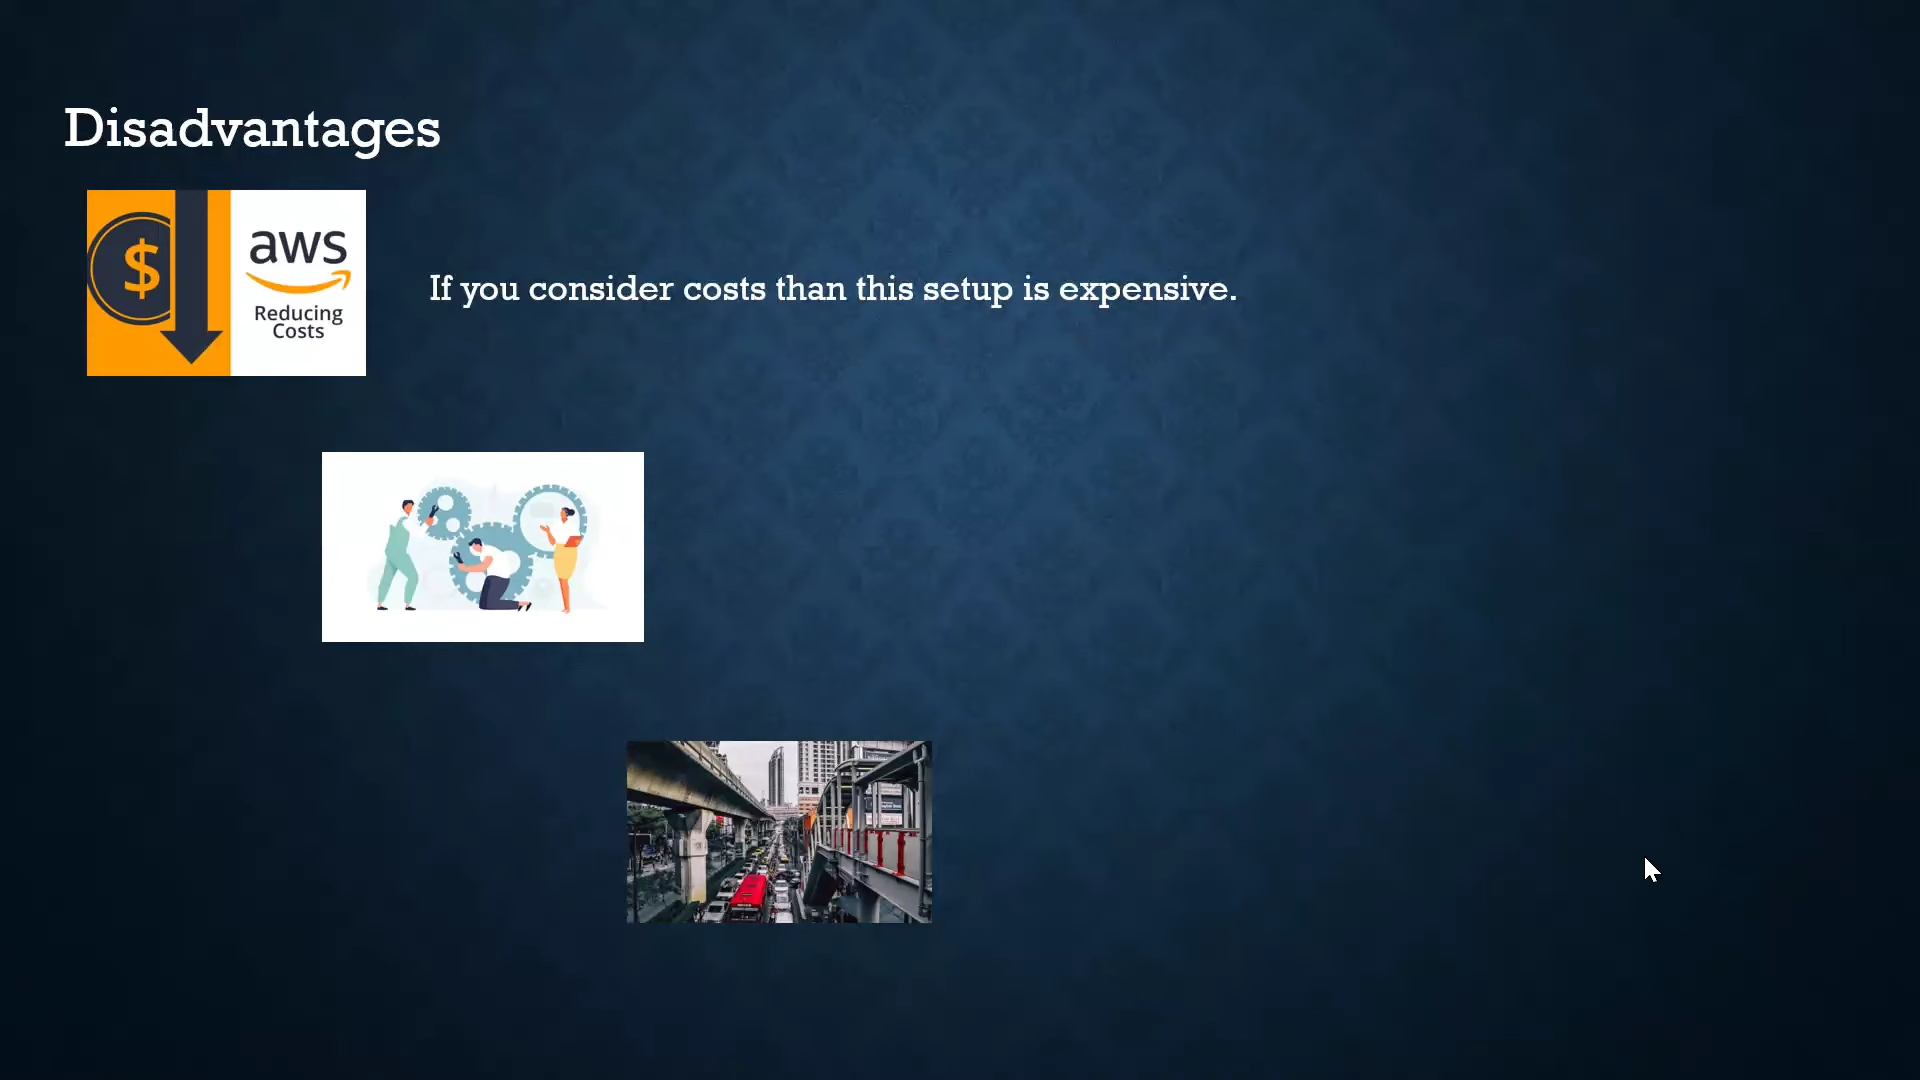 Disadvantages
$
aws
Reducing
Costs
If you consider costs than this setup is expensive.